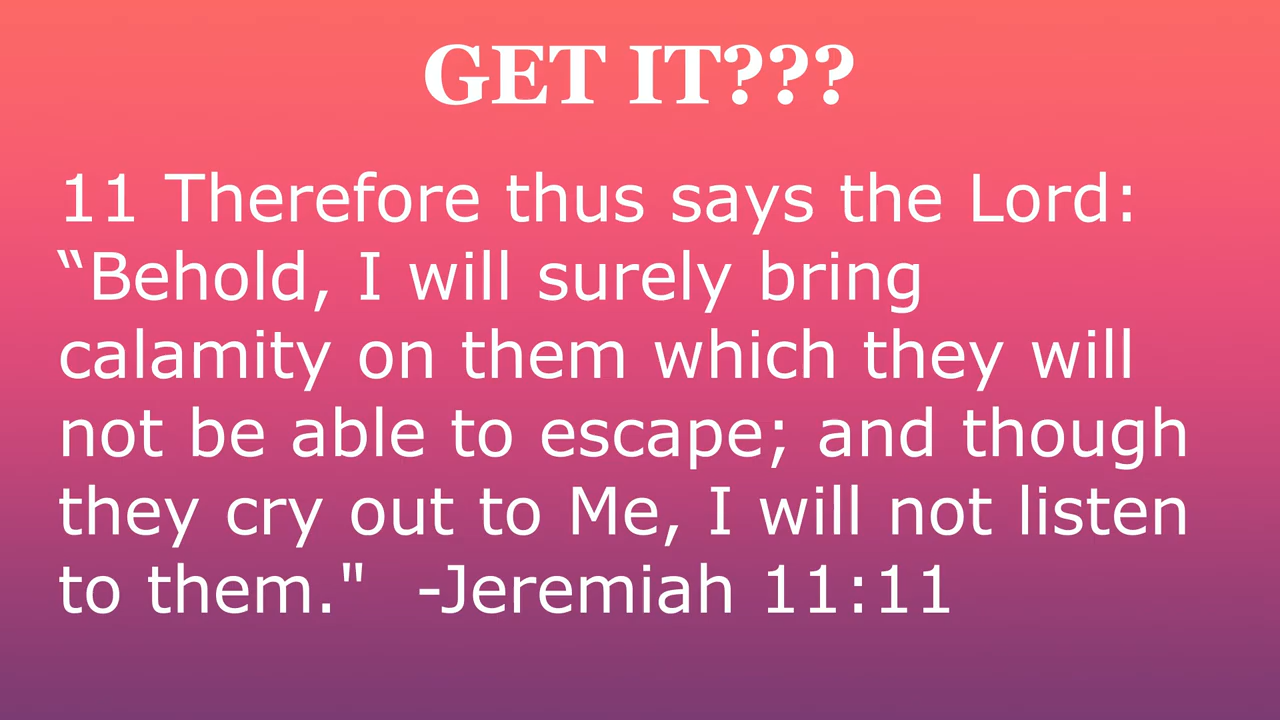 GET IT???
11 Therefore thus says the Lord:
“Behold, I will surely bring
calamity on them which they will
not be able to escape; and though
they cry out to Me, I will not listen
to them."  -Jeremiah 11:11